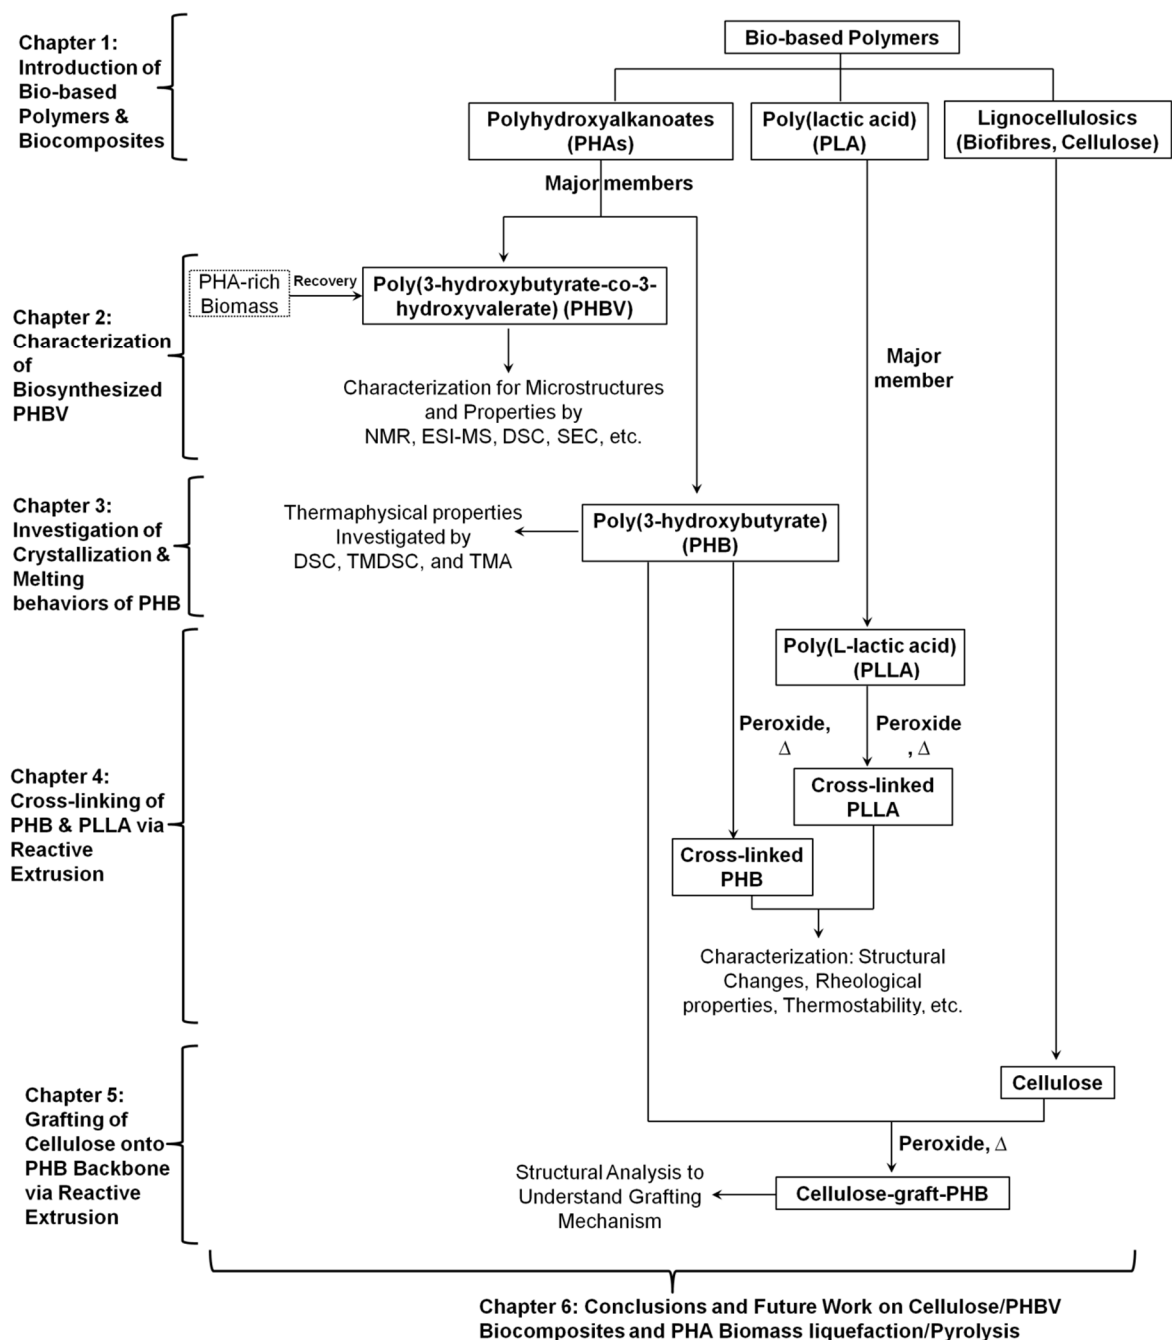 Chapter 1:
Introduction of
Bio-based
Polymers &
Biocomposites
Bio-based Polymers
Polyhydroxyalkanoates
(PHAs)
Poly(lactic acid)
(PLA)
Lignocellulosics
(Biofibres, Cellulose)
Major members
Chapter 2:
Characterization
of
Biosynthesized
PHBV
PHA-rich
Biomass
Recovery
Poly(3-hydroxybutyrate-co-3-
hydroxyvalerate) (PHBV)
Characterization for Microstructures
and Properties by
NMR, ESI-MS, DSC, SEC, etc.
Major
member
Chapter 3:
Investigation of
Crystallization &
Melting
behaviors of PHB
Thermaphysical properties
Investigated by
DSC, TMDSC, and TMA
Poly(3-hydroxybutyrate)
(PHB)
Chapter 4:
Cross-linking of
PHB & PLLA via
Reactive
Extrusion
Poly(L-lactic acid)
(PLLA)
Peroxide,
Δ
Peroxide
, Δ
Cross-linked
PLLA
Cross-linked
PHB
Characterization: Structural
Changes, Rheological
properties, Thermostability, etc.
Chapter 5:
Grafting of
Cellulose onto
PHB Backbone
via Reactive
Extrusion
Cellulose
Peroxide, Δ
Cellulose-graft-PHB
Structural Analysis to
Understand Grafting
Mechanism
Chapter 6: Conclusions and Future Work on Cellulose/PHBV
Biocomposites and PHA Biomass liquefaction/Pyrolysis